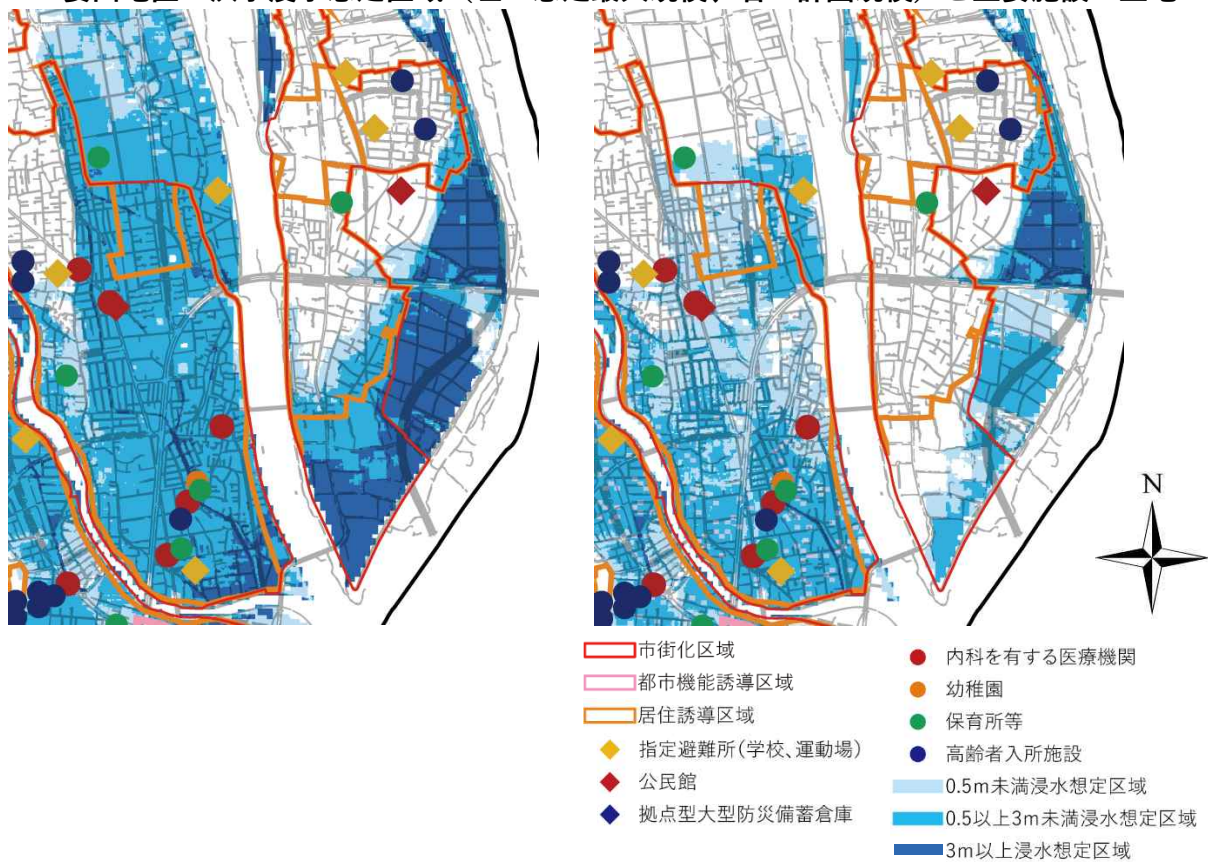 N
市街化区域
都市機能誘導区域
居住誘導区域
指定避難所(学校、運動場)
公民館
拠点型大型防災備蓄倉庫
内科を有する医療機関
幼稚園
保育所等
高齢者入所施設
0.5m未満浸水想定区域
0.5以上3m未満浸水想定区域
3m以上浸水想定区域